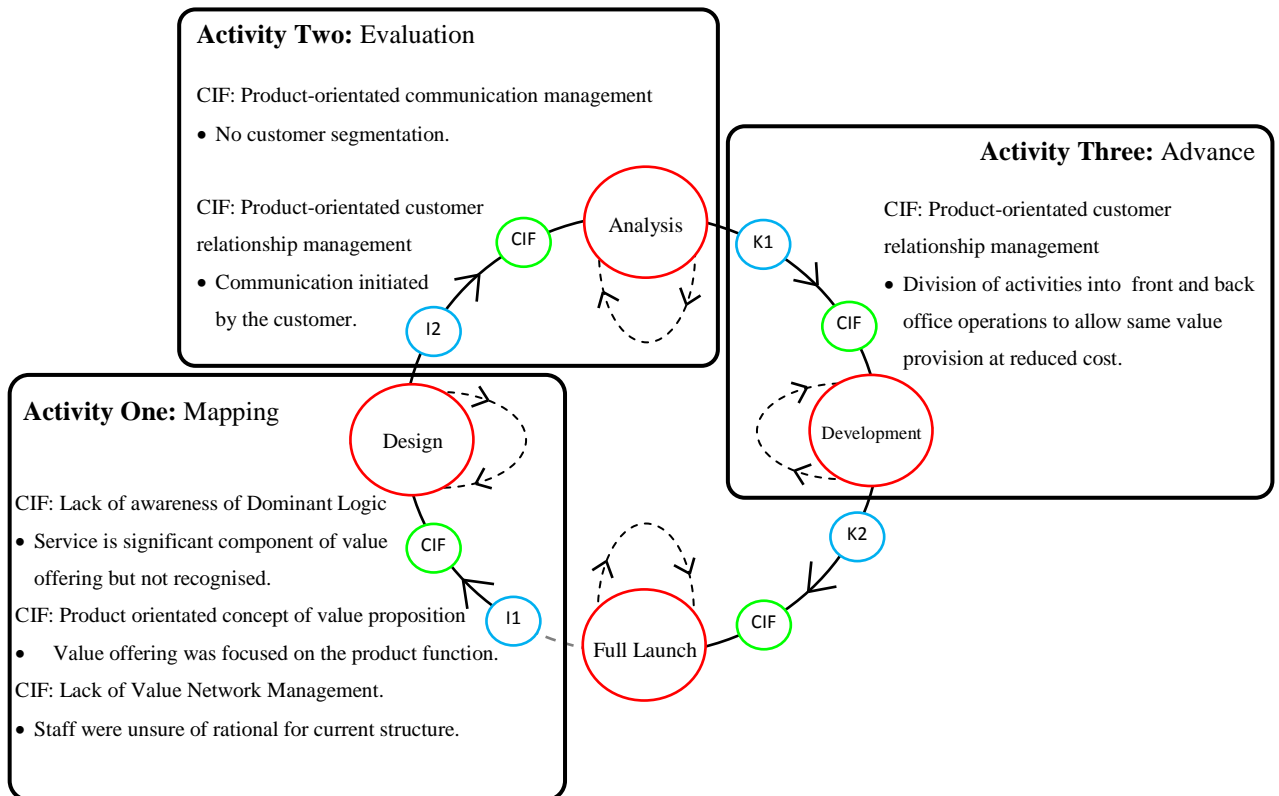 Activity Two: Evaluation
CIF: Product-orientated communication management
• No customer segmentation.
CIF: Product-orientated customer
relationship management
• Communication initiated
by the customer.
I2
CIF
Analysis
Activity Three: Advance
CIF: Product-orientated customer
relationship management
• Division of activities into front and back
office operations to allow same value
provision at reduced cost.
K1
CIF
Development
K2
CIF
Full Launch
I1
CIF
Design
Activity One: Mapping
CIF: Lack of awareness of Dominant Logic
• Service is significant component of value
offering but not recognised.
CIF: Product orientated concept of value proposition
• Value offering was focused on the product function.
CIF: Lack of Value Network Management.
• Staff were unsure of rational for current structure.